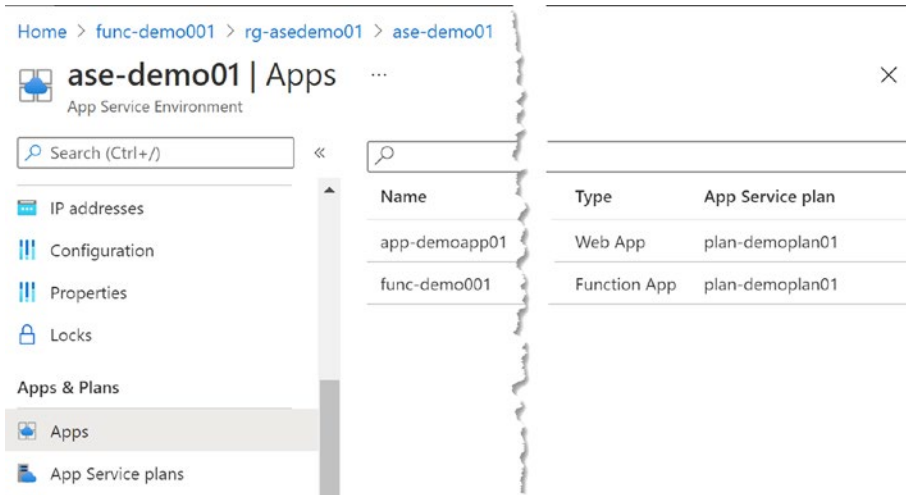 Home > func-demo001 > rg-asedemo01 > ase-demo01
ase-demo01 | Apps ...
App Service Environment
Search (Ctrl+/)
IP addresses
Configuration
Properties
Locks
Apps & Plans
Apps
App Service plans
Name Type App Service plan
app-demoapp01 Web App plan-demoplan01
func-demo001 Function App plan-demoplan01